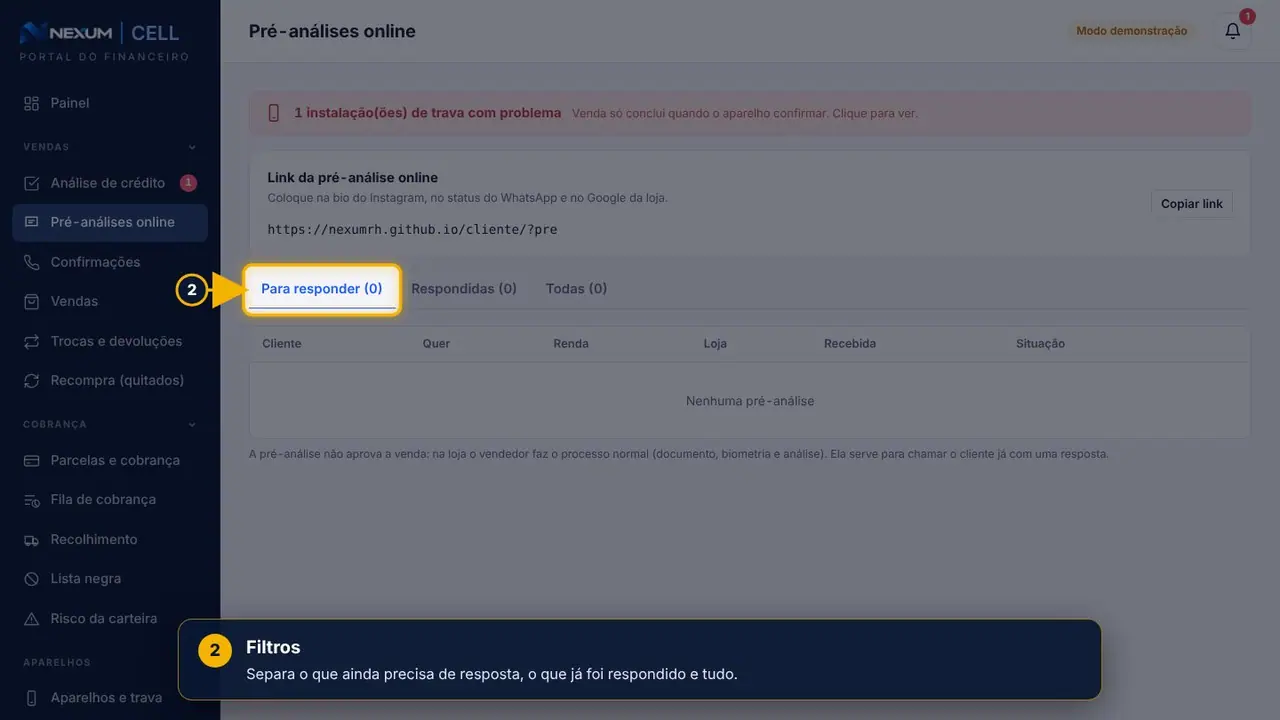 NEXUM | CELL
PORTAL DO FINANCEIRO
Painel
VENDAS
Análise de crédito 1
Pré-análises online
Confirmações
Vendas
Trocas e devoluções
Recompra (quitados)
COBRANÇA
Parcelas e cobrança
Fila de cobrança
Recolhimento
Lista negra
Risco da carteira
APARELHOS
Aparelhos e trava
Pré-análises online
Modo demonstração
1
1 instalação(ões) de trava com problema Venda só conclui quando o aparelho confirmar. Clique para ver.
Link da pré-análise online
Coloque na bio do Instagram, no status do WhatsApp e no Google da loja.
https://nexumrh.github.io/cliente/?pre
Copiar link
2
Para responder (0) Respondidas (0) Todas (0)
Cliente Quer Renda Loja Recebida Situação
Nenhuma pré-análise
A pré-análise não aprova a venda: na loja o vendedor faz o processo normal (documento, biometria e análise). Ela serve para chamar o cliente já com uma resposta.
2 Filtros
Separa o que ainda precisa de resposta, o que já foi respondido e tudo.